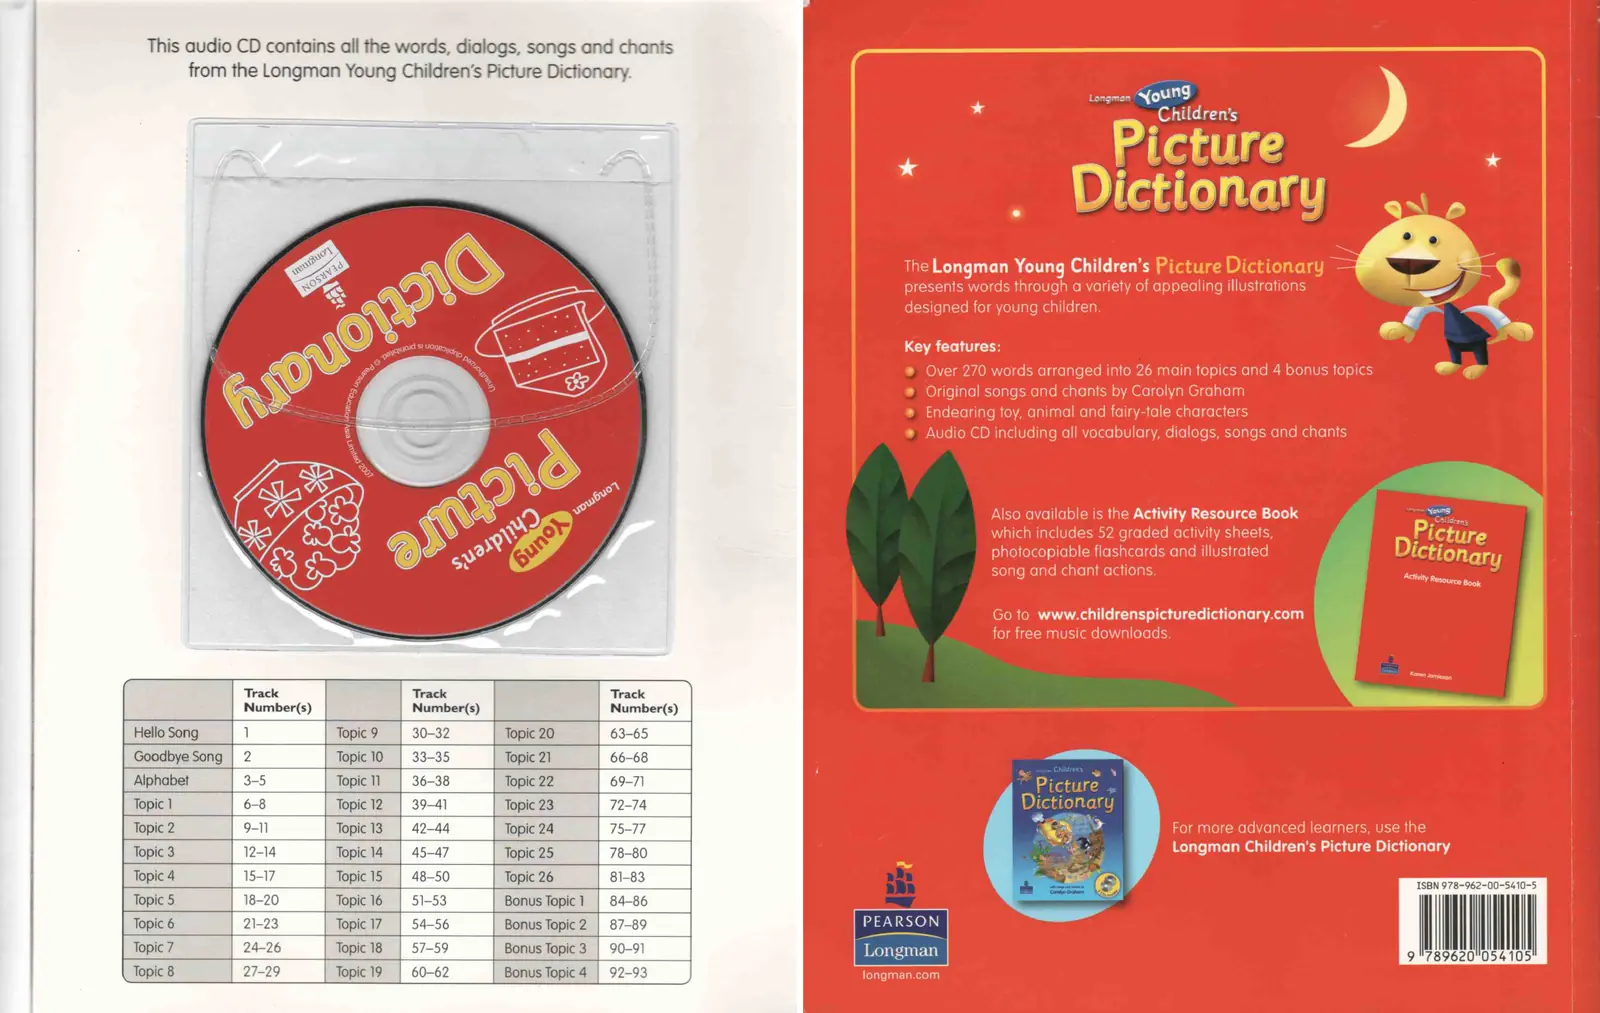 This audio CD contains all the words, dialogs, songs and chants
from the Longman Young Children's Picture Dictionary.
PEARSON
Longman
Longman
Young
Children's
Picture
Dictionary
Unauthorized duplication is prohibited. © Pearson Education Asia Limited 2007
Track Number(s) Track Number(s) Track Number(s)
Hello Song 1 Topic 9 30–32 Topic 20 63–65
Goodbye Song 2 Topic 10 33–35 Topic 21 66–68
Alphabet 3–5 Topic 11 36–38 Topic 22 69–71
Topic 1 6–8 Topic 12 39–41 Topic 23 72–74
Topic 2 9–11 Topic 13 42–44 Topic 24 75–77
Topic 3 12–14 Topic 14 45–47 Topic 25 78–80
Topic 4 15–17 Topic 15 48–50 Topic 26 81–83
Topic 5 18–20 Topic 16 51–53 Bonus Topic 1 84–86
Topic 6 21–23 Topic 17 54–56 Bonus Topic 2 87–89
Topic 7 24–26 Topic 18 57–59 Bonus Topic 3 90–91
Topic 8 27–29 Topic 19 60–62 Bonus Topic 4 92–93
Longman Young
Children's
Picture
Dictionary
The Longman Young Children's Picture Dictionary
presents words through a variety of appealing illustrations
designed for young children.
Key features:
Over 270 words arranged into 26 main topics and 4 bonus topics
Original songs and chants by Carolyn Graham
Endearing toy, animal and fairy-tale characters
Audio CD including all vocabulary, dialogs, songs and chants
Also available is the Activity Resource Book
which includes 52 graded activity sheets,
photocopiable flashcards and illustrated
song and chant actions.
Go to www.childrenspicturedictionary.com
for free music downloads.
Longman Young
Children's
Picture
Dictionary
Activity Resource Book
Karen Jamieson
Children's
Picture
Dictionary
Carolyn Graham
For more advanced learners, use the
Longman Children's Picture Dictionary
PEARSON
Longman
longman.com
ISBN 978-962-00-5410-5
9 789620 054105